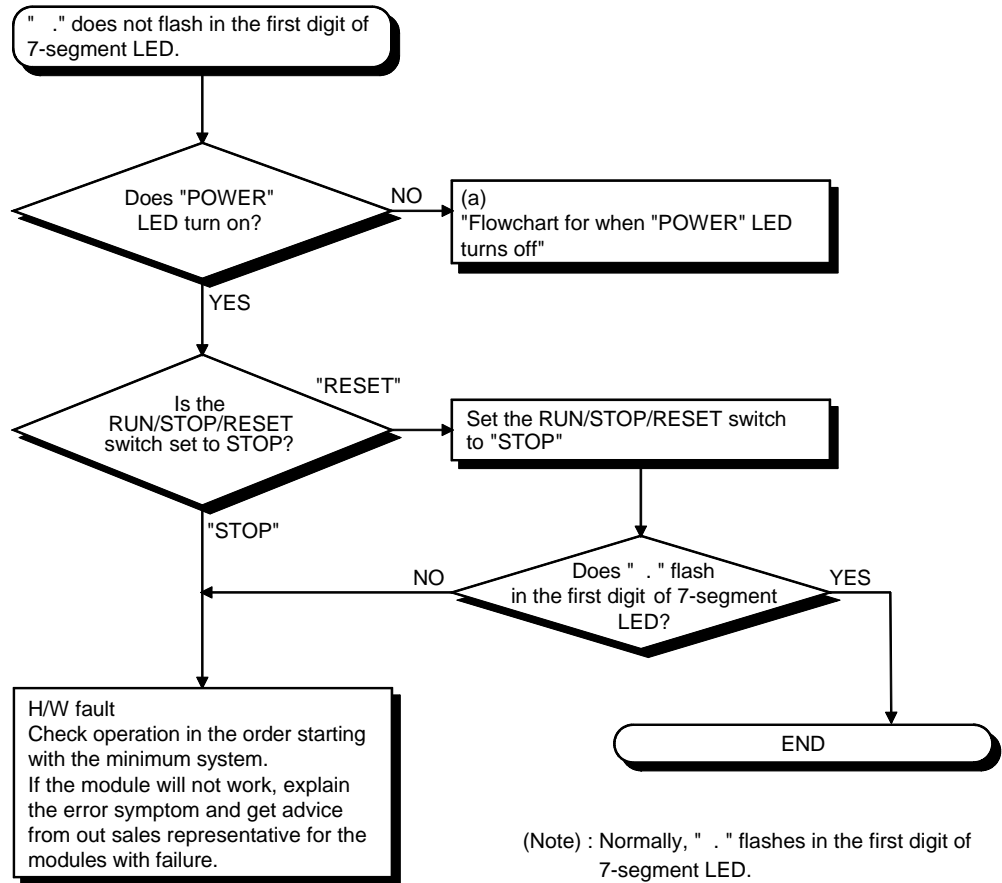 "   ." does not flash in the first digit of
7-segment LED.
Does "POWER"
LED turn on?
NO
(a)
"Flowchart for when "POWER" LED
turns off"
YES
Is the
RUN/STOP/RESET
switch set to STOP?
"RESET"
Set the RUN/STOP/RESET switch
to "STOP"
"STOP"
Does "  . " flash
in the first digit of 7-segment
LED?
NO
YES
H/W fault
Check operation in the order starting
with the minimum system.
If the module will not work, explain
the error symptom and get advice
from out sales representative for the
modules with failure.
END
(Note) : Normally, "  . " flashes in the first digit of
7-segment LED.